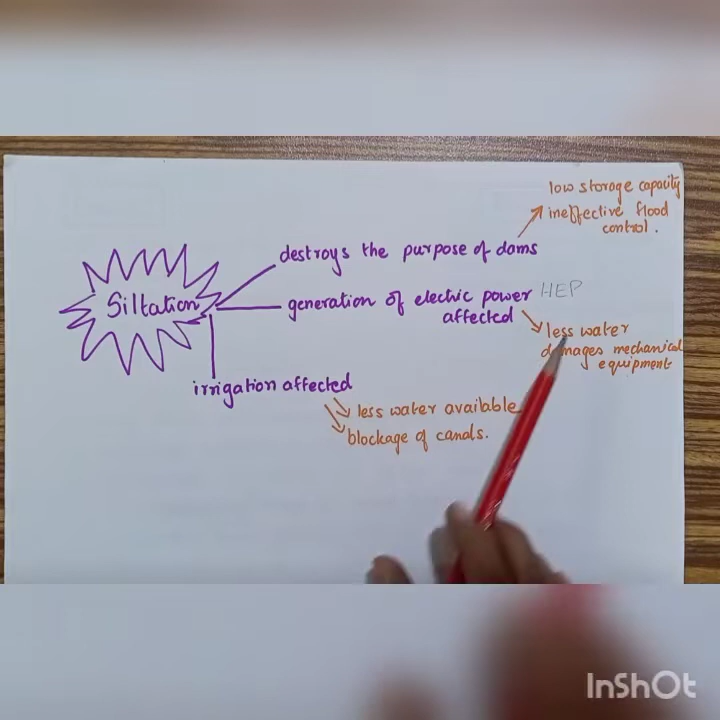 low storage capacity
ineffective flood
control.
destroys the purpose of dams
Siltation
generation of electric power HEP
affected
less water
damages mechanical
equipment
irrigation affected
less water available
blockage of canals.
InShOt